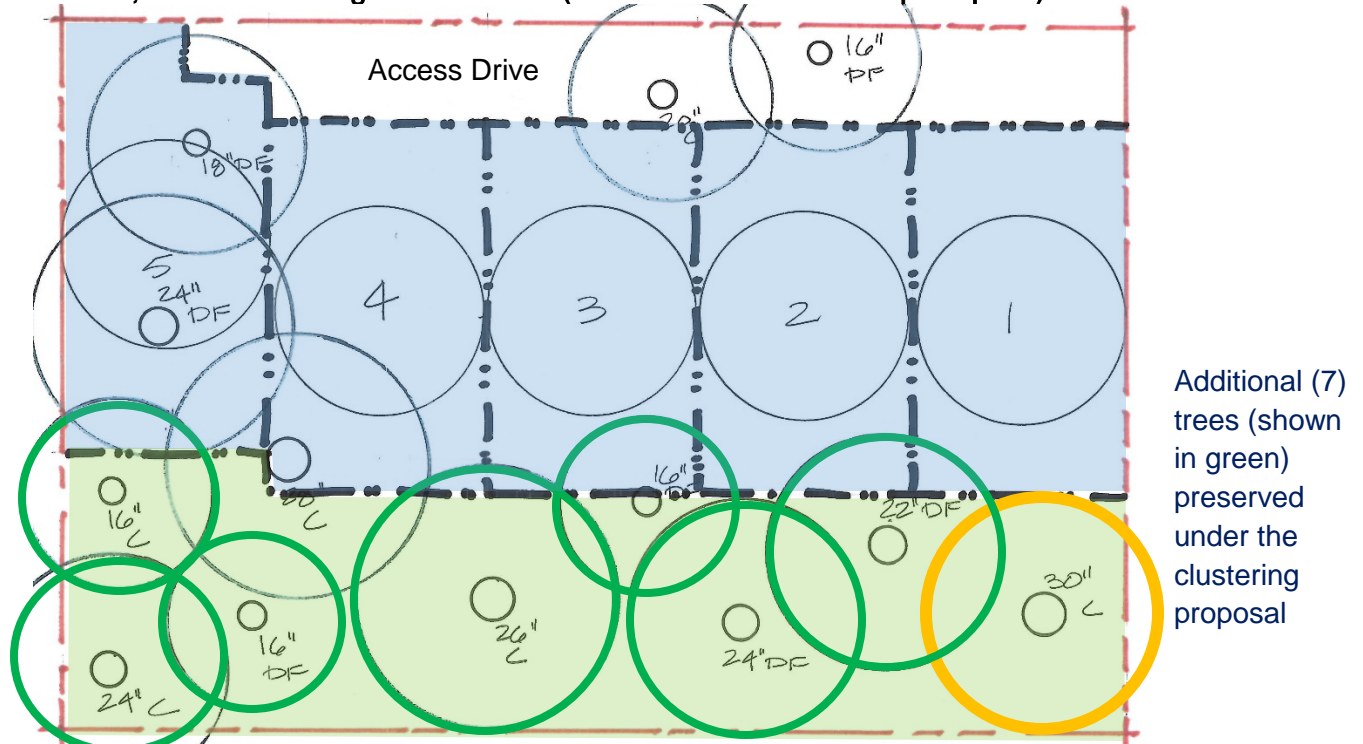 16"
DF
Access Drive
C
18"DF
5
24"
DF
4
3
2
1
Additional (7)
trees (shown
in green)
preserved
under the
clustering
proposal
16"
22" DF
16"
C
C
30"
C
26"
C
16"
DF
24" DF
24" C